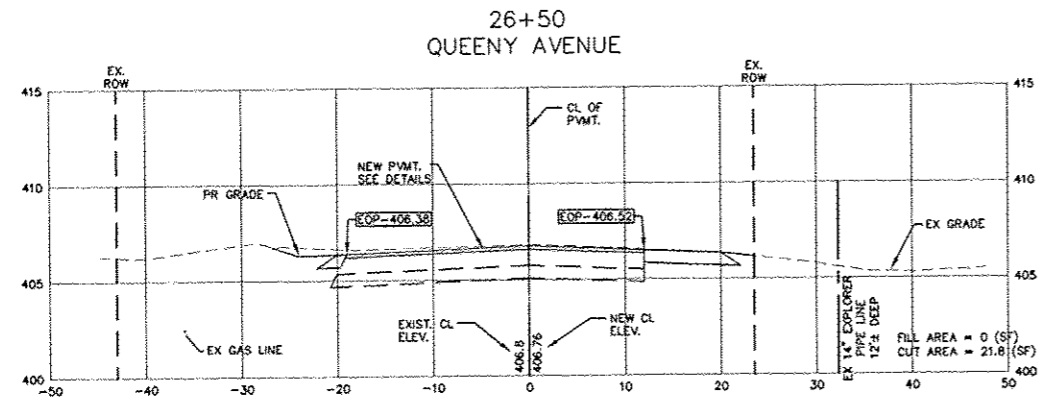 26+50
QUEENY AVENUE
EX.
ROW
EX.
ROW
415
415
CL OF
PVMT.
NEW PVMT.
SEE DETAILS
410
410
PR GRADE
EOP-406.38
EOP-406.52
EX GRADE
405
405
EX GAS LINE
EXIST. CL
ELEV.
406.8
406.76
NEW CL
ELEV.
EX 14" EXPLORER
PIPE LINE
12'± DEEP
FILL AREA = 0 (SF)
CUT AREA = 21.8 (SF)
400
400
-50 -40 -30 -20 -10 0 10 20 30 40 50